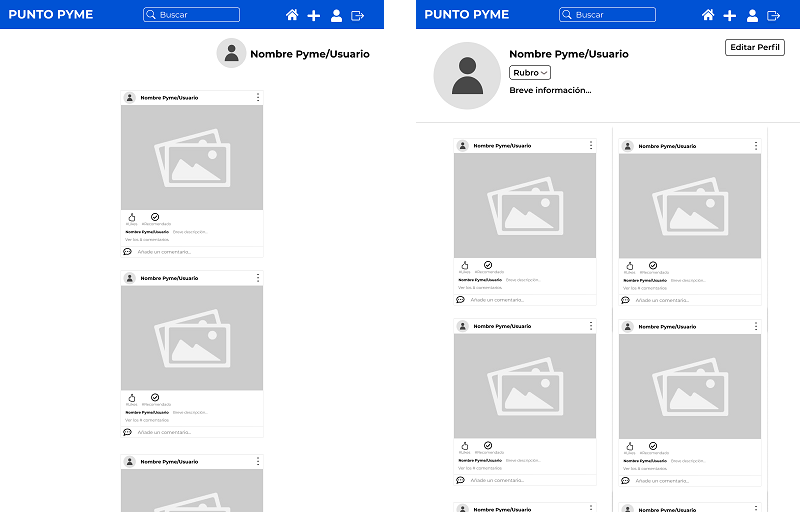 PUNTO PYME
Buscar
Nombre Pyme/Usuario
Nombre Pyme/Usuario
#Likes #Recomendado
Nombre Pyme/Usuario Breve descripcion...
Ver los # comentarios
Añade un comentario...
Nombre Pyme/Usuario
#Likes #Recomendado
Nombre Pyme/Usuario Breve descripcion...
Ver los # comentarios
Añade un comentario...
Nombre Pyme/Usuario
PUNTO PYME
Buscar
Nombre Pyme/Usuario
Editar Perfil
Rubro
Breve información...
Nombre Pyme/Usuario
#Likes #Recomendado
Nombre Pyme/Usuario Breve descripcion...
Ver los # comentarios
Añade un comentario...
Nombre Pyme/Usuario
#Likes #Recomendado
Nombre Pyme/Usuario Breve descripcion...
Ver los # comentarios
Añade un comentario...
Nombre Pyme/Usuario
#Likes #Recomendado
Nombre Pyme/Usuario Breve descripcion...
Ver los # comentarios
Añade un comentario...
Nombre Pyme/Usuario
#Likes #Recomendado
Nombre Pyme/Usuario Breve descripcion...
Ver los # comentarios
Añade un comentario...
Nombre Pyme/Usuario
Nombre Pyme/Usuario